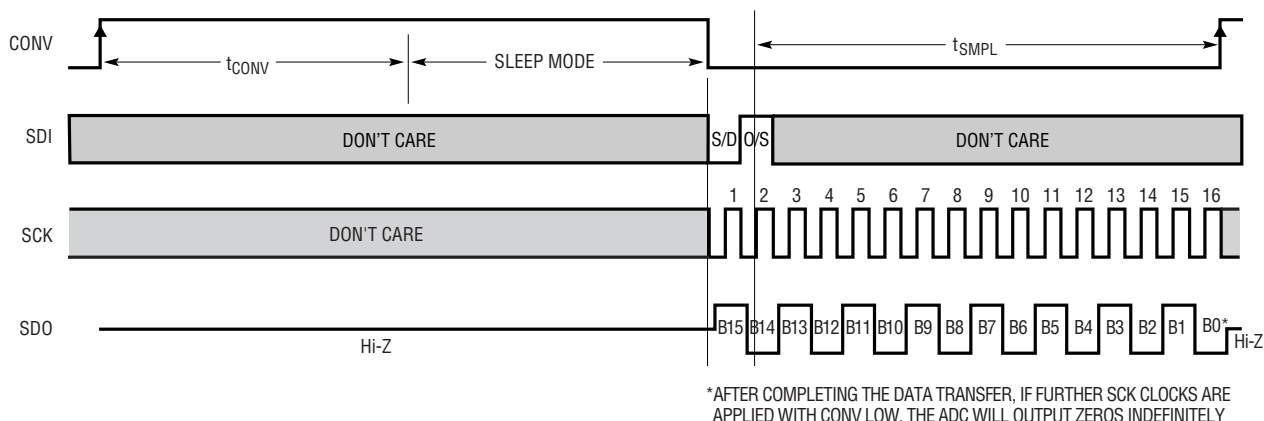 CONV
tCONV
SLEEP MODE
tSMPL
SDI
DON'T CARE
S/D
O/S
DON'T CARE
1 2 3 4 5 6 7 8 9 10 11 12 13 14 15 16
SCK
DON'T CARE
SDO
Hi-Z
B15 B14 B13 B12 B11 B10 B9 B8 B7 B6 B5 B4 B3 B2 B1 B0*
Hi-Z
*AFTER COMPLETING THE DATA TRANSFER, IF FURTHER SCK CLOCKS ARE
APPLIED WITH CONV LOW, THE ADC WILL OUTPUT ZEROS INDEFINITELY